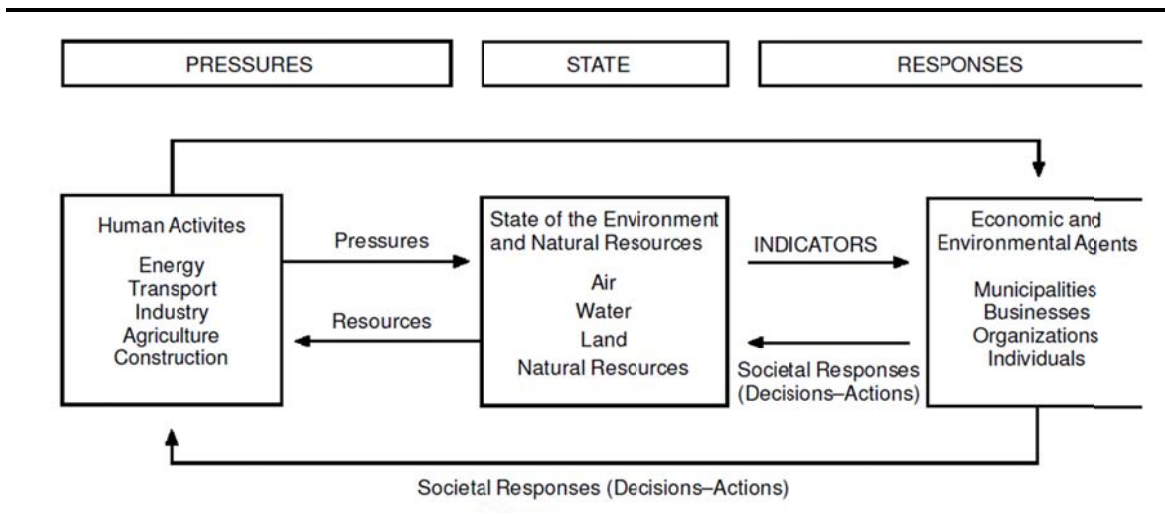 PRESSURES
STATE
RESPONSES
Human Activites
Energy
Transport
Industry
Agriculture
Construction
Pressures
Resources
State of the Environment
and Natural Resources
Air
Water
Land
Natural Resources
INDICATORS
Societal Responses
(Decisions–Actions)
Economic and
Environmental Agents
Municipalities
Businesses
Organizations
Individuals
Societal Responses (Decisions–Actions)